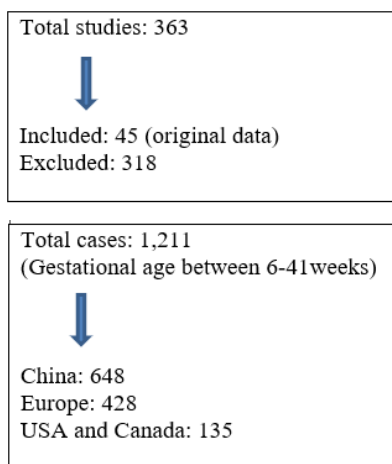 Total studies: 363
Included: 45 (original data)
Excluded: 318
Total cases: 1,211
(Gestational age between 6-41weeks)
China: 648
Europe: 428
USA and Canada: 135